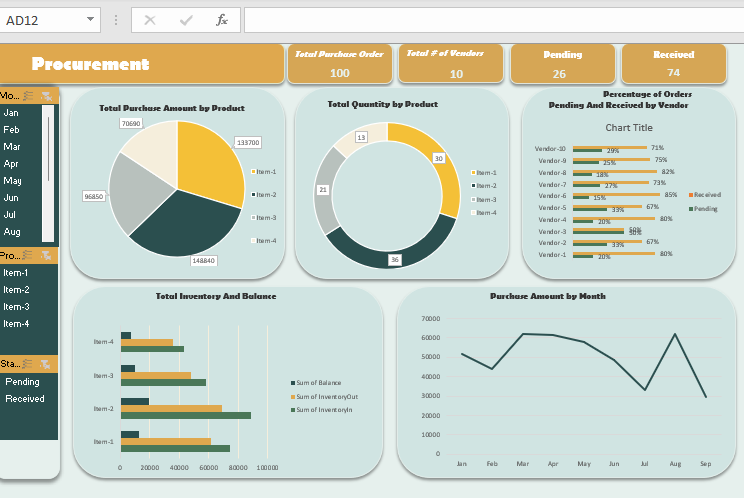 AD12
fx
Procurement
Total Purchase Order
100
Total # of Vendors
10
Pending
26
Received
74
Mo...
Jan
Feb
Mar
Apr
May
Jun
Jul
Aug
Pro...
Item-1
Item-2
Item-3
Item-4
Sta...
Pending
Received
Total Purchase Amount by Product
70690
133700
96850
148840
Item-1
Item-2
Item-3
Item-4
Total Quantity by Product
13
30
21
36
Item-1
Item-2
Item-3
Item-4
Percentage of Orders
Pending And Received by Vendor
Chart Title
Vendor-10 71%
29%
Vendor-9 75%
25%
Vendor-8 82%
18%
Vendor-7 73%
27%
Vendor-6 85%
15%
Vendor-5 67%
33%
Vendor-4 80%
20%
Vendor-3 50%
50%
Vendor-2 67%
33%
Vendor-1 80%
20%
Received
Pending
Total Inventory And Balance
Item-4
Item-3
Item-2
Item-1
0 20000 40000 60000 80000 100000
Sum of Balance
Sum of InventoryOut
Sum of InventoryIn
Purchase Amount by Month
70000
60000
50000
40000
30000
20000
10000
0
Jan Feb Mar Apr May Jun Jul Aug Sep